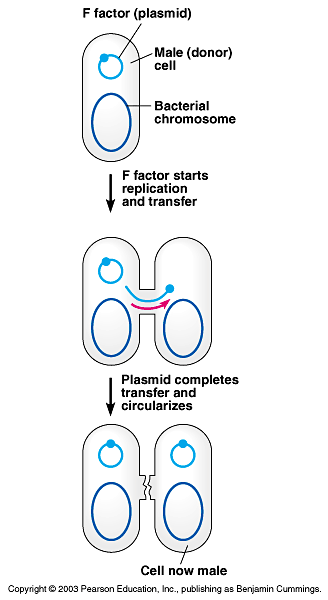 F factor (plasmid)
Male (donor)
cell
Bacterial
chromosome
F factor starts
replication
and transfer
Plasmid completes
transfer and
circularizes
Cell now male
Copyright © 2003 Pearson Education, Inc., publishing as Benjamin Cummings.